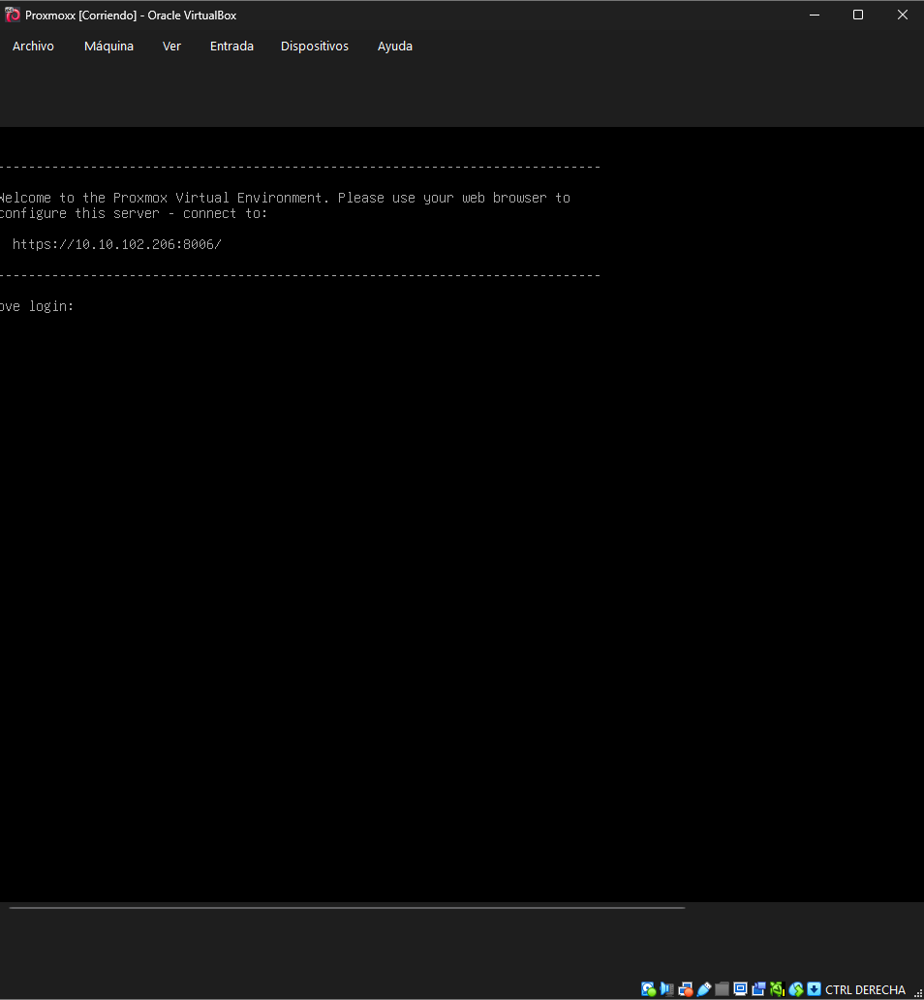 Proxmoxx [Corriendo] - Oracle VirtualBox
Archivo Máquina Ver Entrada Dispositivos Ayuda
-------------------------------------------------------------------------------
Welcome to the Proxmox Virtual Environment. Please use your web browser to
configure this server - connect to:
https://10.10.102.206:8006/
-------------------------------------------------------------------------------
pve login:
CTRL DERECHA